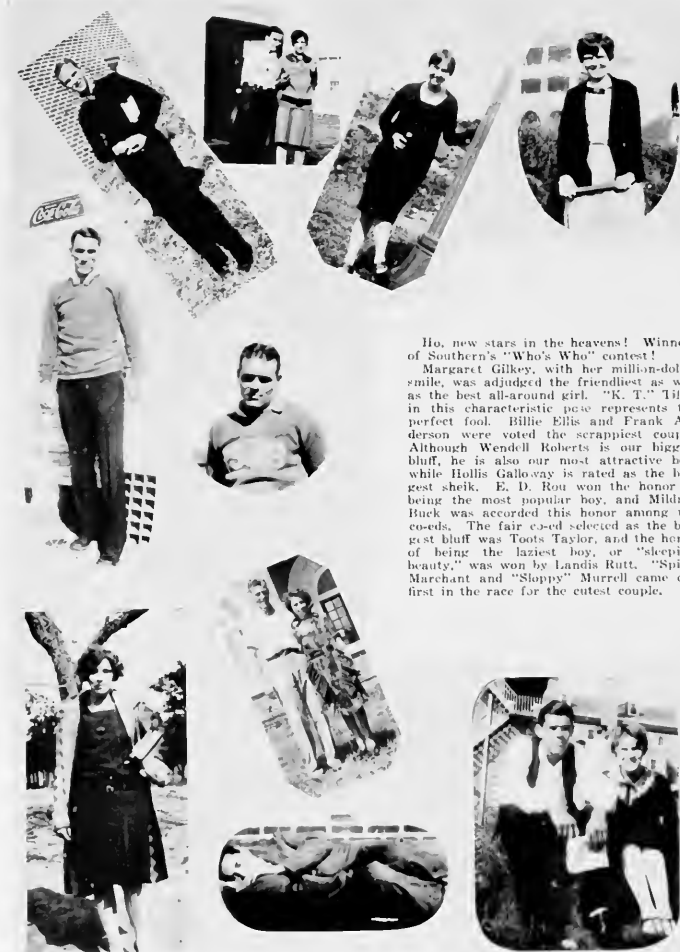 Coca-Cola
Ho, new stars in the heavens! Winne
of Southern's "Who's Who" contest!
Margaret Gilkey, with her million-dol
smile, was adjudged the friendliest as w
as the best all-around girl. "K. T."
in this characteristic pose represents t
perfect fool. Billie Ellis and Frank A
derson were voted the scrappiest coup
Although Wendell Roberts is our bigg
bluff, he is also our most attractive b
while Hollis Galloway is rated as the b
gest sheik. E. D. Rou won the honor
being the most popular boy, and Mildr
Buck was accorded this honor among t
co-eds. The fair co-ed selected as the b
gest bluff was Toots Taylor, and the hon
of being the laziest boy, or "sleepi
beauty," was won by Landis Rutt. "Spi
Marchant and "Sloppy" Murrell came o
first in the race for the cutest couple.